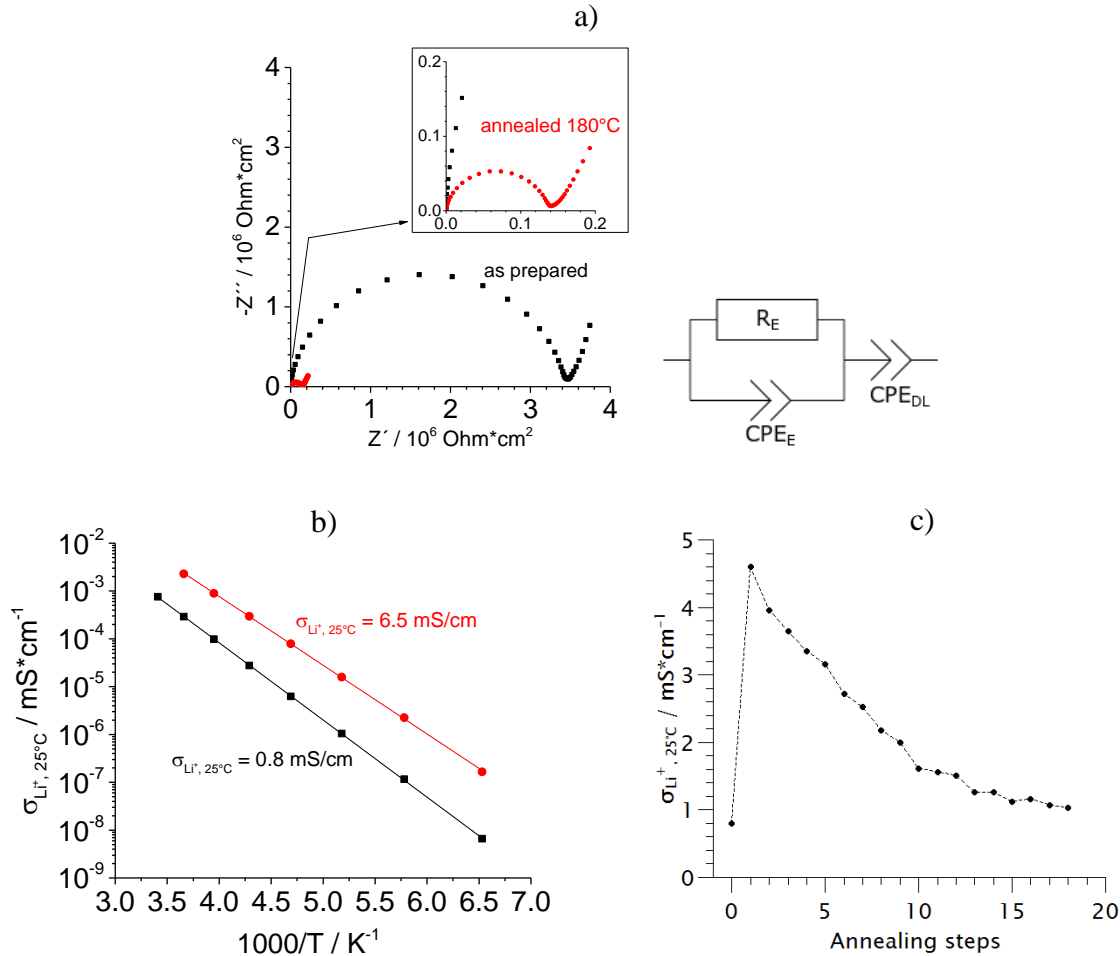 a)
4
3
2
1
0
-Z´´ / 10⁶ Ohm*cm²
0 1 2 3 4
Z´ / 10⁶ Ohm*cm²
0.2
0.1
0.0
0.0 0.1 0.2
annealed 180°C
as prepared
R_E
CPE_E
CPE_DL
b)
10⁻²
10⁻³
10⁻⁴
10⁻⁵
10⁻⁶
10⁻⁷
10⁻⁸
10⁻⁹
σ_Li⁺, 25°C / mS*cm⁻¹
σ_Li⁺, 25°C = 6.5 mS/cm
σ_Li⁺, 25°C = 0.8 mS/cm
3.0 3.5 4.0 4.5 5.0 5.5 6.0 6.5 7.0
1000/T / K⁻¹
c)
5
4
3
2
1
0
σ_Li⁺, 25°C / mS*cm⁻¹
0 5 10 15 20
Annealing steps